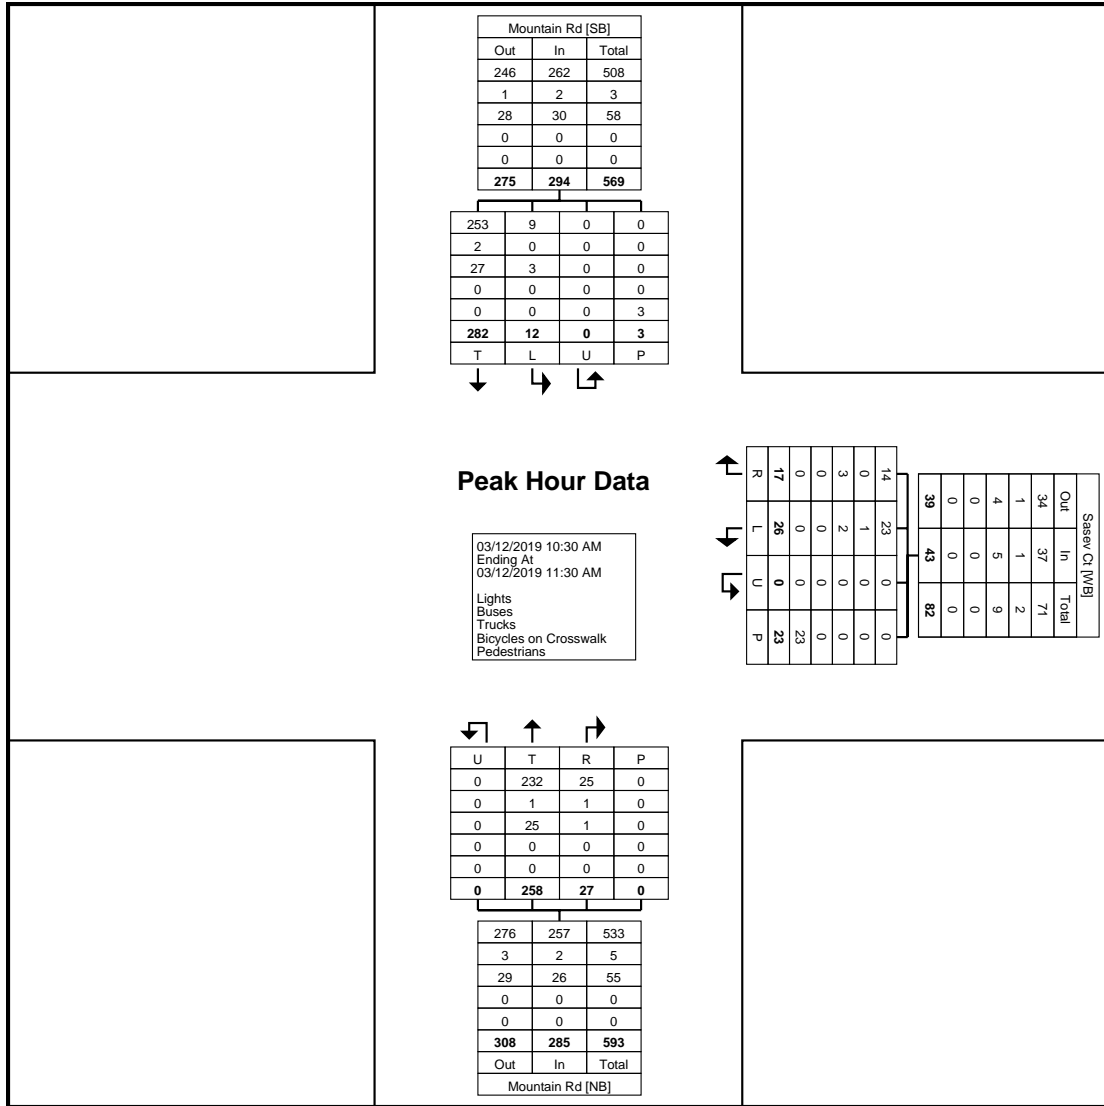 Mountain Rd [SB]
Out In Total
246 262 508
1 2 3
28 30 58
0 0 0
0 0 0
275 294 569
253 9 0 0
2 0 0 0
27 3 0 0
0 0 0 0
0 0 0 3
282 12 0 3
T L U P
Peak Hour Data
03/12/2019 10:30 AM
Ending At
03/12/2019 11:30 AM
Lights
Buses
Trucks
Bicycles on Crosswalk
Pedestrians
Sasev Ct [WB]
Out In Total
34 37 71
1 1 2
4 5 9
0 0 0
0 0 0
39 43 82
14 23 0 0
0 1 0 0
3 2 0 0
0 0 0 0
0 0 0 23
17 26 0 23
R L U P
U T R P
0 232 25 0
0 1 1 0
0 25 1 0
0 0 0 0
0 0 0 0
0 258 27 0
276 257 533
3 2 5
29 26 55
0 0 0
0 0 0
308 285 593
Out In Total
Mountain Rd [NB]